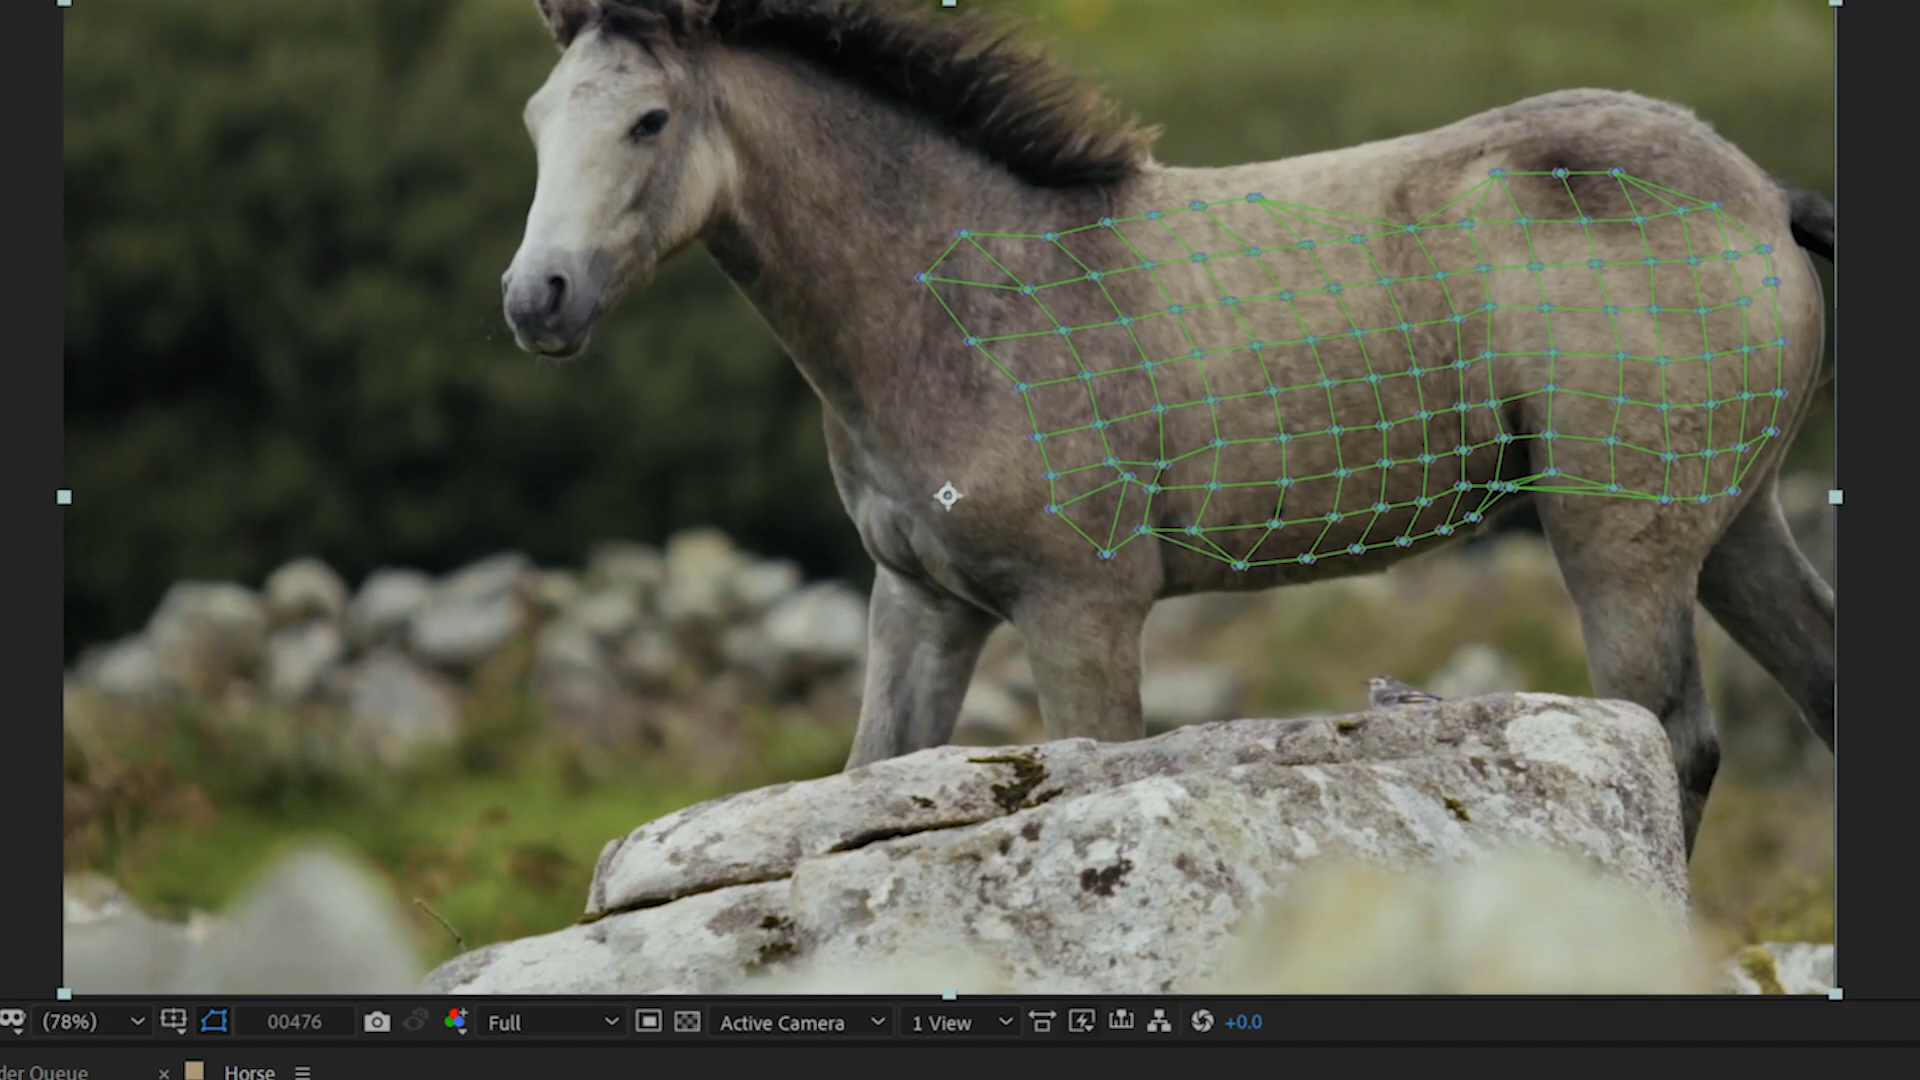 (78%) 00476 Full Active Camera 1 View +0.0
der Queue × Horse